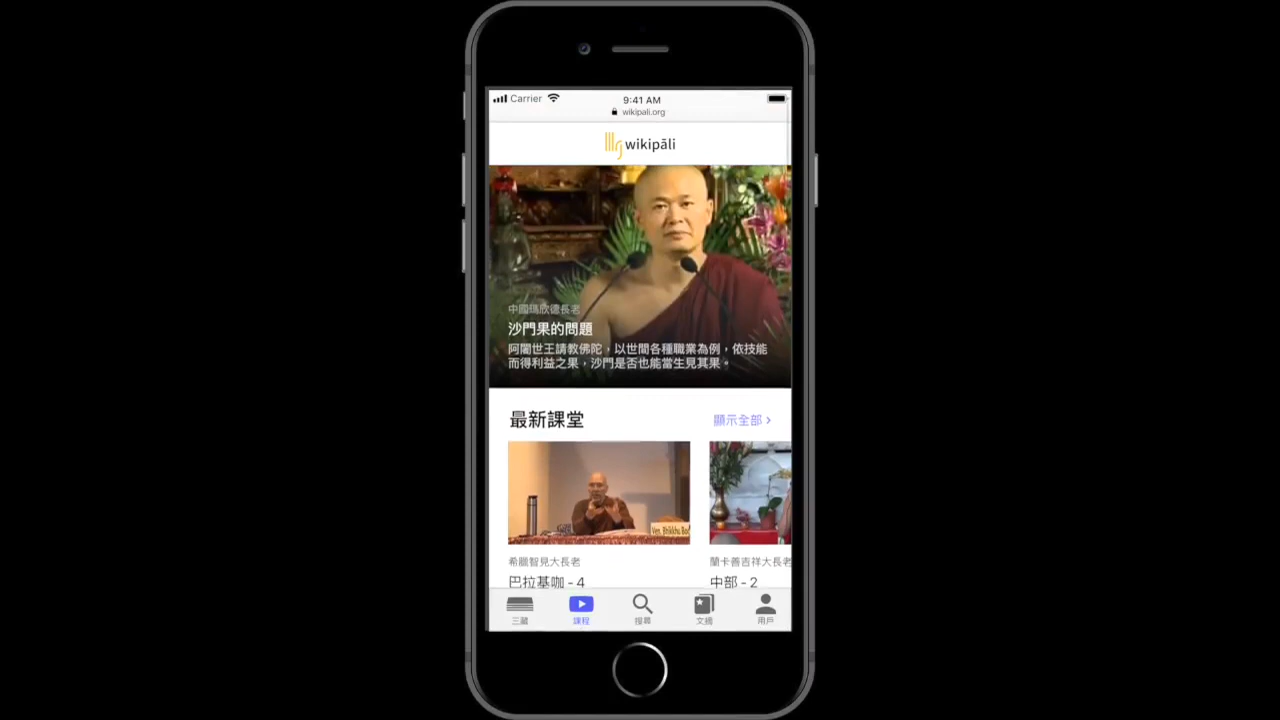 Carrier
9:41 AM
wikipali.org
wikipāli
中國瑪欣德長老
沙門果的問題
阿闍世王請教佛陀，以世間各種職業為例，依技能
而得利益之果，沙門是否也能當生見其果。
最新課堂
顯示全部 ›
Ven. Bhikkhu Bod
希臘智見大長老
蘭卡善吉祥大長老
巴拉基咖 - 4
中部 - 2
三藏
課程
搜尋
文摘
用戶